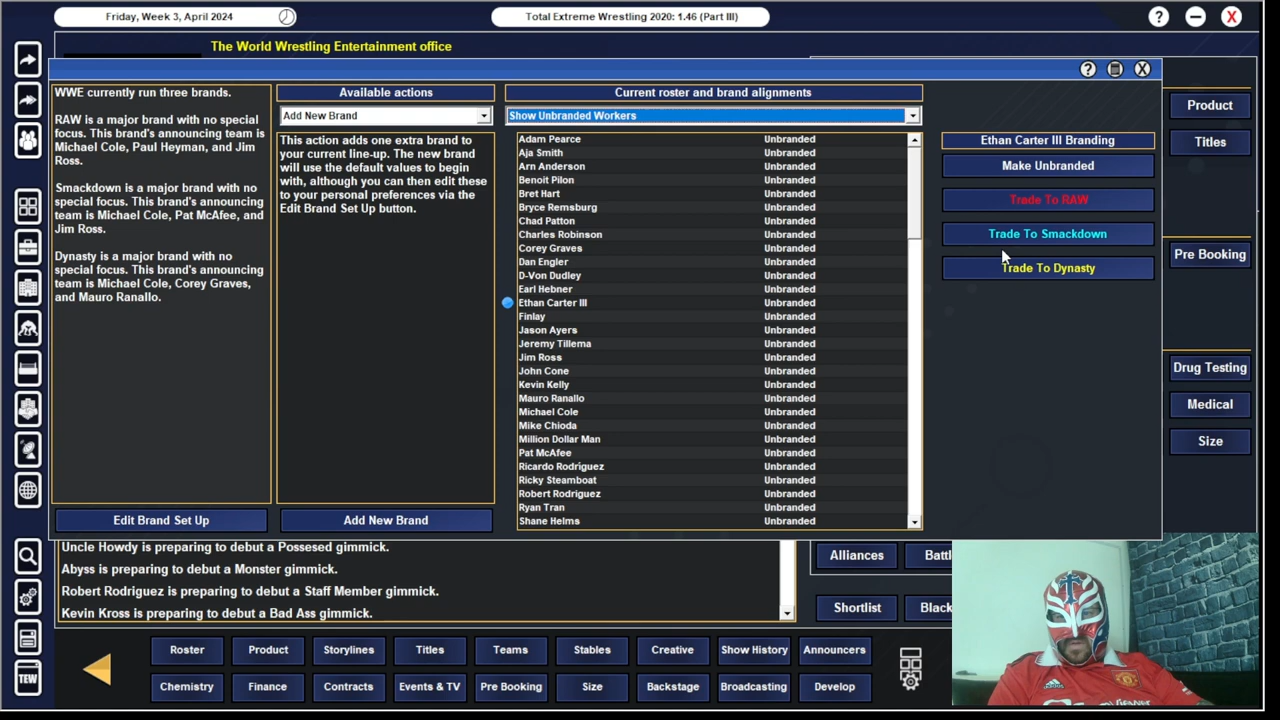 Friday, Week 3, April 2024
Total Extreme Wrestling 2020: 1.46 (Part III)
The World Wrestling Entertainment office
WWE currently run three brands.
RAW is a major brand with no special
focus. This brand's announcing team is
Michael Cole, Paul Heyman, and Jim
Ross.
Smackdown is a major brand with no
special focus. This brand's announcing
team is Michael Cole, Pat McAfee, and
Jim Ross.
Dynasty is a major brand with no
special focus. This brand's announcing
team is Michael Cole, Corey Graves,
and Mauro Ranallo.
Edit Brand Set Up
Available actions
Add New Brand
This action adds one extra brand to
your current line-up. The new brand
will use the default values to begin
with, although you can then edit these
to your personal preferences via the
Edit Brand Set Up button.
Add New Brand
Current roster and brand alignments
Show Unbranded Workers
Adam Pearce Unbranded
Aja Smith Unbranded
Arn Anderson Unbranded
Benoit Pilon Unbranded
Bret Hart Unbranded
Bryce Remsburg Unbranded
Chad Patton Unbranded
Charles Robinson Unbranded
Corey Graves Unbranded
Dan Engler Unbranded
D-Von Dudley Unbranded
Earl Hebner Unbranded
Ethan Carter III Unbranded
Finlay Unbranded
Jason Ayers Unbranded
Jeremy Tillema Unbranded
Jim Ross Unbranded
John Cone Unbranded
Kevin Kelly Unbranded
Mauro Ranallo Unbranded
Michael Cole Unbranded
Mike Chioda Unbranded
Million Dollar Man Unbranded
Pat McAfee Unbranded
Ricardo Rodriguez Unbranded
Ricky Steamboat Unbranded
Robert Rodriguez Unbranded
Ryan Tran Unbranded
Shane Helms Unbranded
Ethan Carter III Branding
Make Unbranded
Trade To RAW
Trade To Smackdown
Trade To Dynasty
Product
Titles
Pre Booking
Drug Testing
Medical
Size
Uncle Howdy is preparing to debut a Possesed gimmick.
Abyss is preparing to debut a Monster gimmick.
Robert Rodriguez is preparing to debut a Staff Member gimmick.
Kevin Kross is preparing to debut a Bad Ass gimmick.
Alliances Battl
Shortlist Black
Roster Product Storylines Titles Teams Stables Creative Show History Announcers
Chemistry Finance Contracts Events & TV Pre Booking Size Backstage Broadcasting Develop
TEW